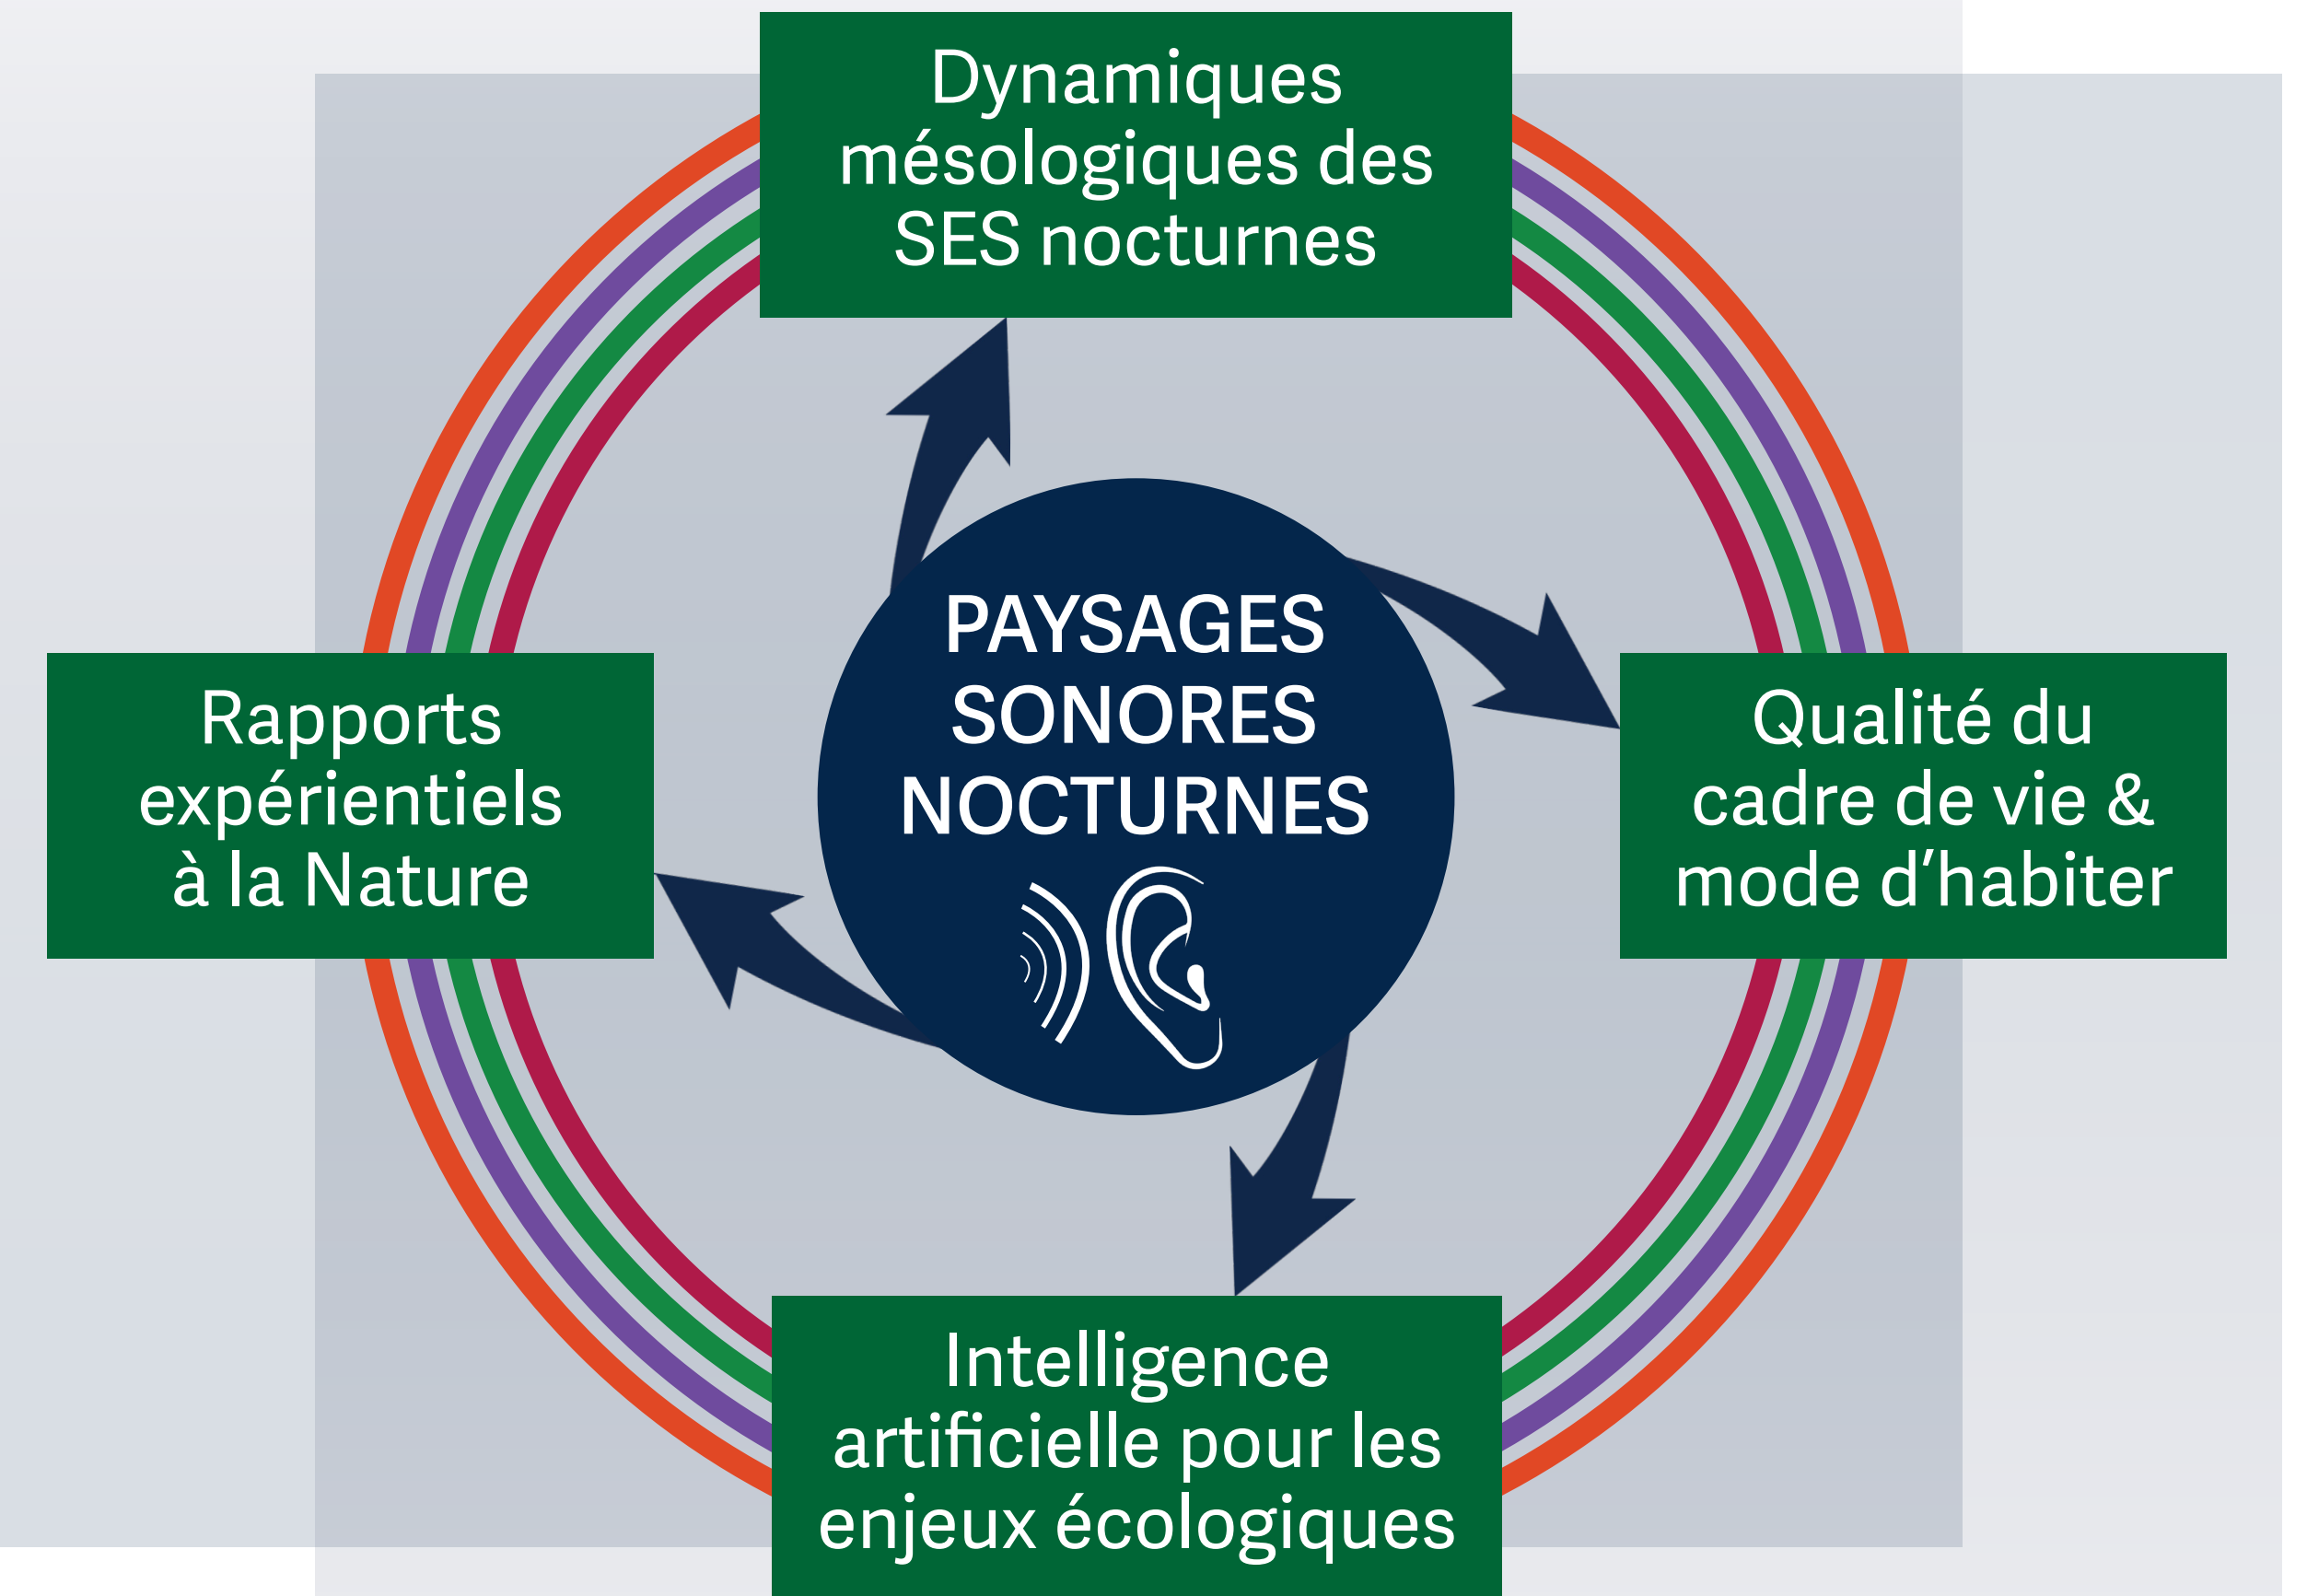 Dynamiques
mésologiques des
SES nocturnes
PAYSAGES
SONORES
NOCTURNES
Rapports
expérientiels
à la Nature
Qualité du
cadre de vie &
mode d’habiter
Intelligence
artificielle pour les
enjeux écologiques